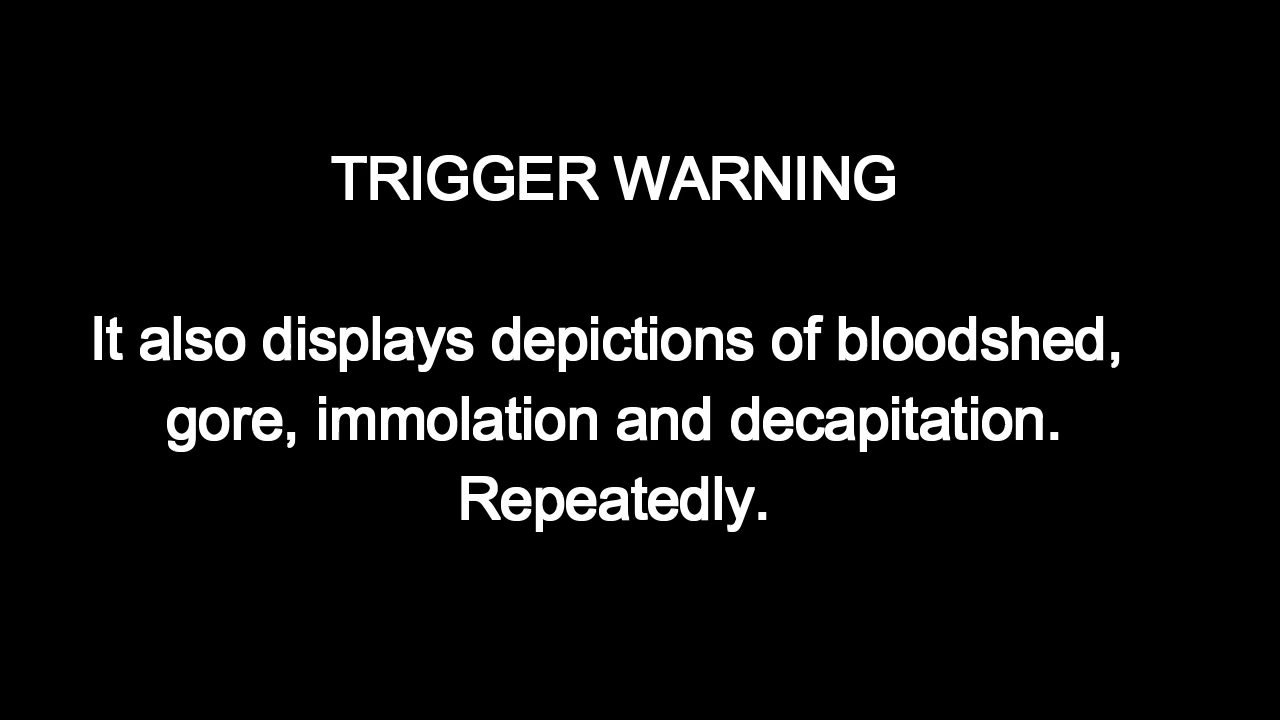 TRIGGER WARNING
It also displays depictions of bloodshed,
gore, immolation and decapitation.
Repeatedly.